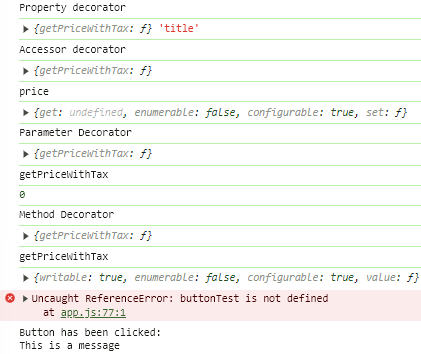 Property decorator
▶ {getPriceWithTax: ƒ} 'title'
Accessor decorator
▶ {getPriceWithTax: ƒ}
price
▶ {get: undefined, enumerable: false, configurable: true, set: ƒ}
Parameter Decorator
▶ {getPriceWithTax: ƒ}
getPriceWithTax
0
Method Decorator
▶ {getPriceWithTax: ƒ}
getPriceWithTax
▶ {writable: true, enumerable: false, configurable: true, value: ƒ}
▶ Uncaught ReferenceError: buttonTest is not defined
at app.js:77:1
Button has been clicked:
This is a message